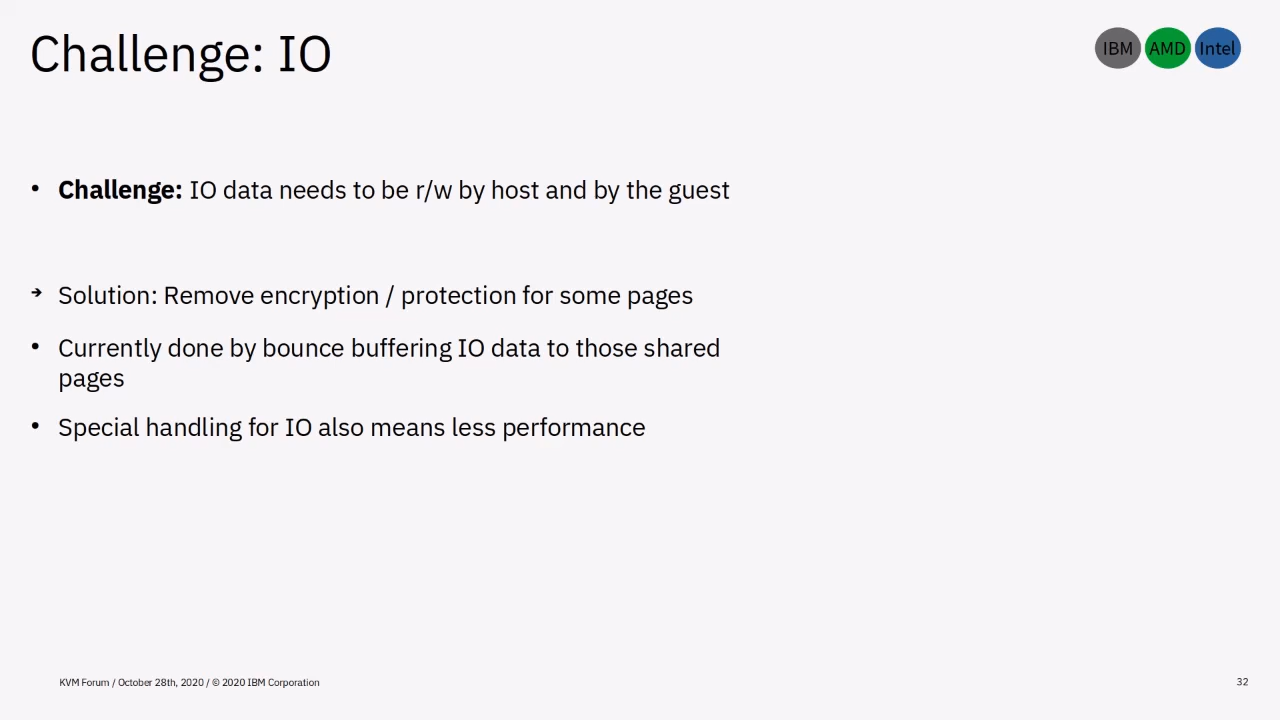 Challenge: IO
IBM AMD Intel
• Challenge: IO data needs to be r/w by host and by the guest
➔ Solution: Remove encryption / protection for some pages
• Currently done by bounce buffering IO data to those shared
pages
• Special handling for IO also means less performance
KVM Forum / October 28th, 2020 / © 2020 IBM Corporation
32